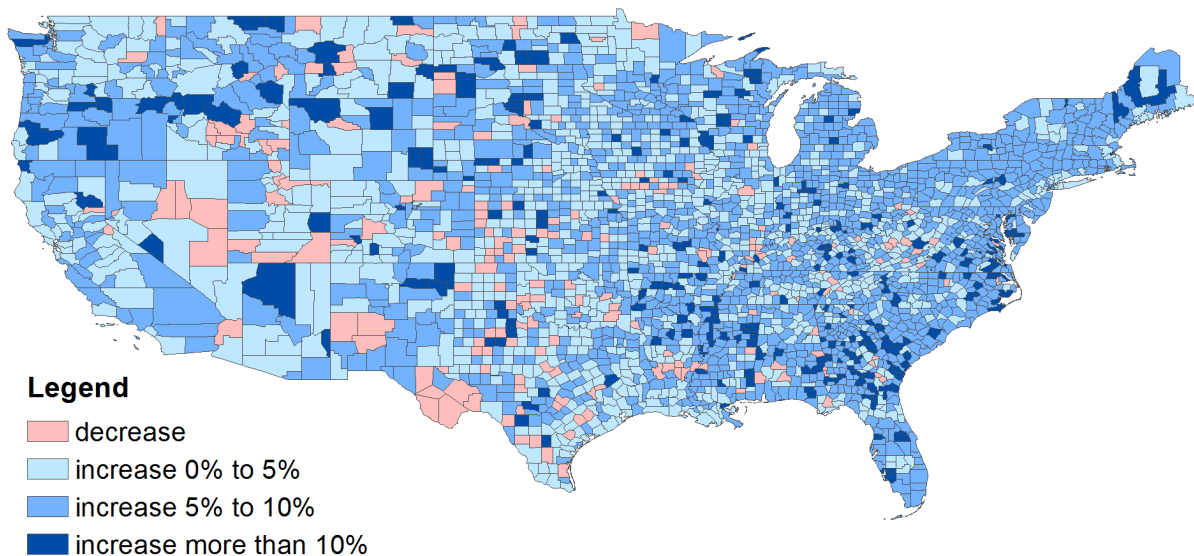 Legend
decrease
increase 0% to 5%
increase 5% to 10%
increase more than 10%